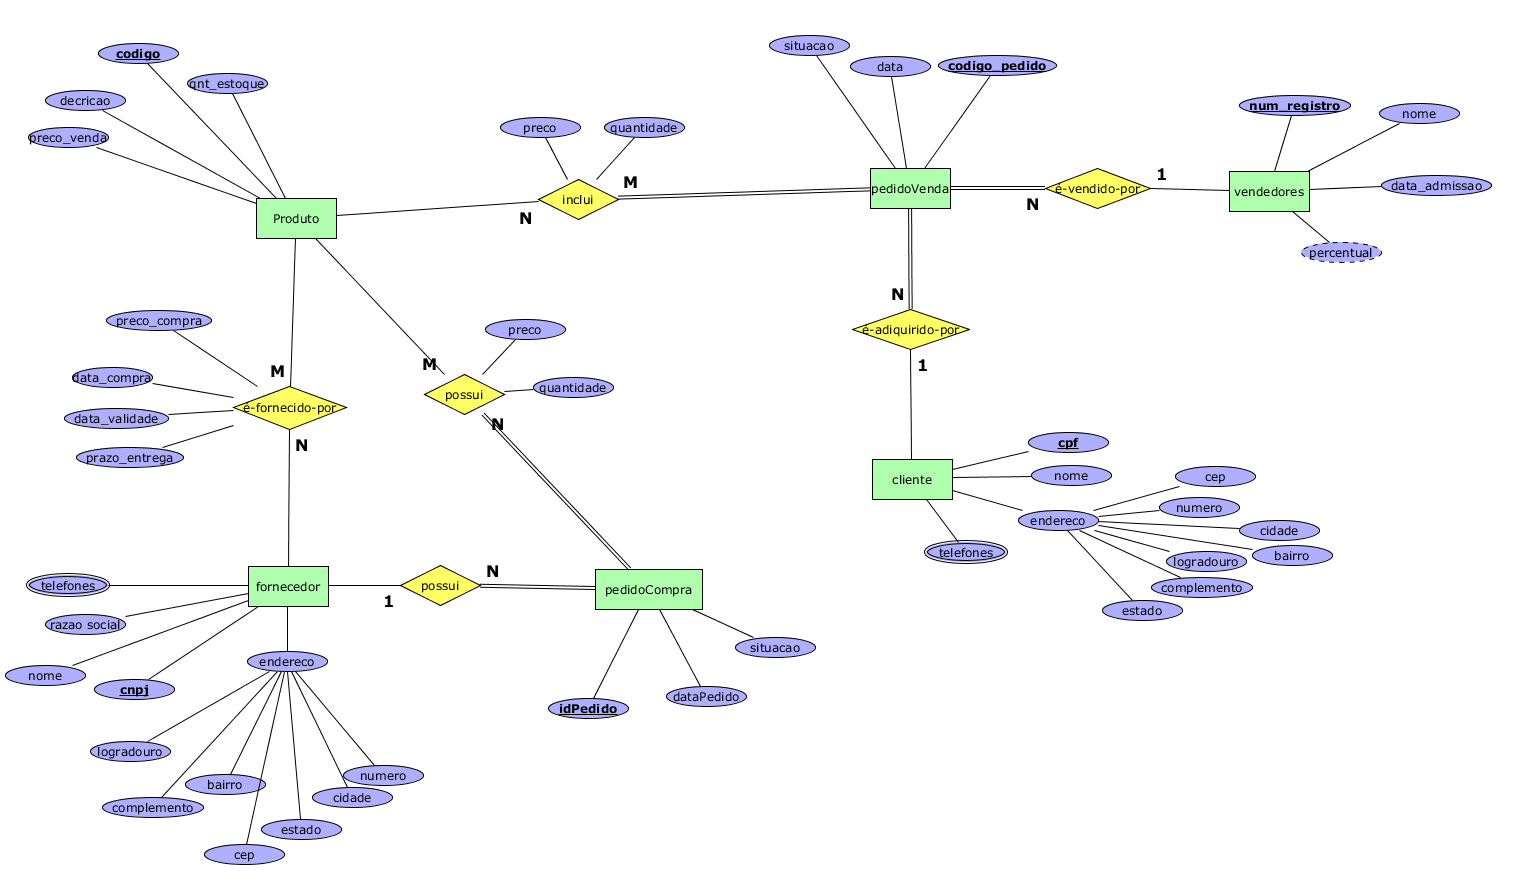 situacao
codigo
data
codigo_pedido
qnt_estoque
decricao
num_registro
nome
preco_venda
preco
quantidade
M
1
pedidoVenda
é-vendido-por
vendedores
data_admissao
inclui
N
N
Produto
percentual
N
preco_compra
preco
é-adiquirido-por
M
M
1
data_compra
quantidade
possui
é-fornecido-por
data_validade
N
N
prazo_entrega
cpf
cliente
nome
cep
numero
endereco
cidade
telefones
bairro
logradouro
complemento
estado
N
telefones
fornecedor
possui
pedidoCompra
1
razao social
nome
endereco
situacao
cnpj
idPedido
dataPedido
logradouro
bairro
numero
complemento
cidade
estado
cep